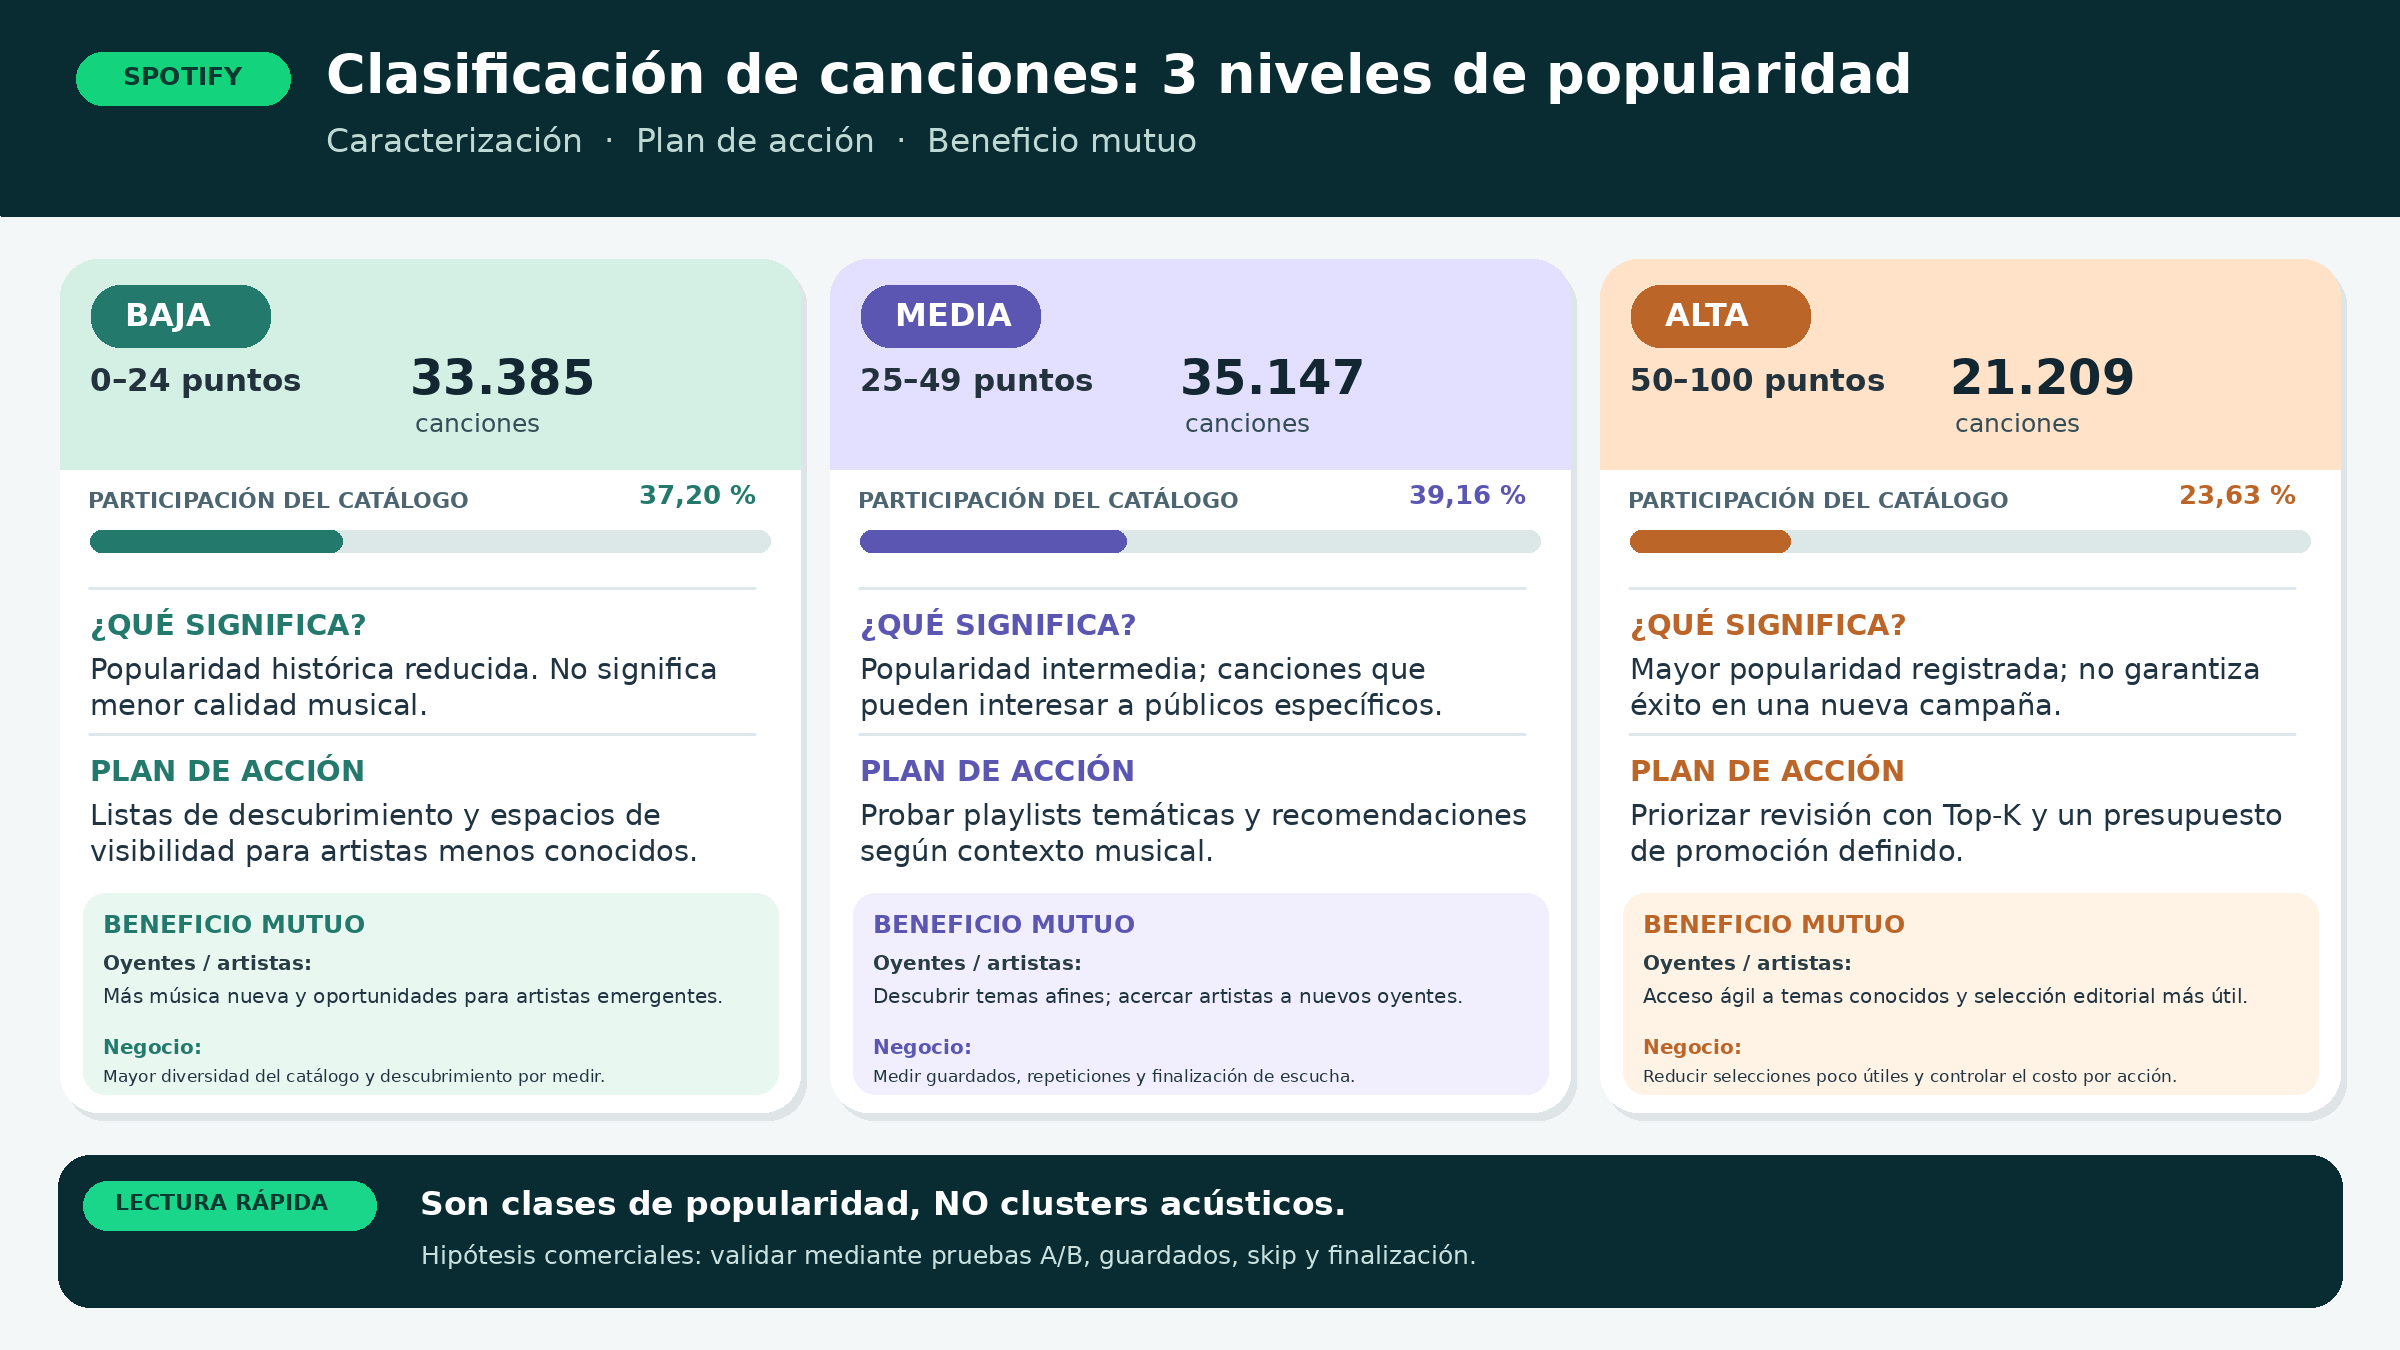 SPOTIFY
Clasificación de canciones: 3 niveles de popularidad
Caracterización · Plan de acción · Beneficio mutuo
BAJA
0–24 puntos
33.385
canciones
PARTICIPACIÓN DEL CATÁLOGO
37,20 %
¿QUÉ SIGNIFICA?
Popularidad histórica reducida. No significa
menor calidad musical.
PLAN DE ACCIÓN
Listas de descubrimiento y espacios de
visibilidad para artistas menos conocidos.
BENEFICIO MUTUO
Oyentes / artistas:
Más música nueva y oportunidades para artistas emergentes.
Negocio:
Mayor diversidad del catálogo y descubrimiento por medir.
MEDIA
25–49 puntos
35.147
canciones
PARTICIPACIÓN DEL CATÁLOGO
39,16 %
¿QUÉ SIGNIFICA?
Popularidad intermedia; canciones que
pueden interesar a públicos específicos.
PLAN DE ACCIÓN
Probar playlists temáticas y recomendaciones
según contexto musical.
BENEFICIO MUTUO
Oyentes / artistas:
Descubrir temas afines; acercar artistas a nuevos oyentes.
Negocio:
Medir guardados, repeticiones y finalización de escucha.
ALTA
50–100 puntos
21.209
canciones
PARTICIPACIÓN DEL CATÁLOGO
23,63 %
¿QUÉ SIGNIFICA?
Mayor popularidad registrada; no garantiza
éxito en una nueva campaña.
PLAN DE ACCIÓN
Priorizar revisión con Top-K y un presupuesto
de promoción definido.
BENEFICIO MUTUO
Oyentes / artistas:
Acceso ágil a temas conocidos y selección editorial más útil.
Negocio:
Reducir selecciones poco útiles y controlar el costo por acción.
LECTURA RÁPIDA
Son clases de popularidad, NO clusters acústicos.
Hipótesis comerciales: validar mediante pruebas A/B, guardados, skip y finalización.